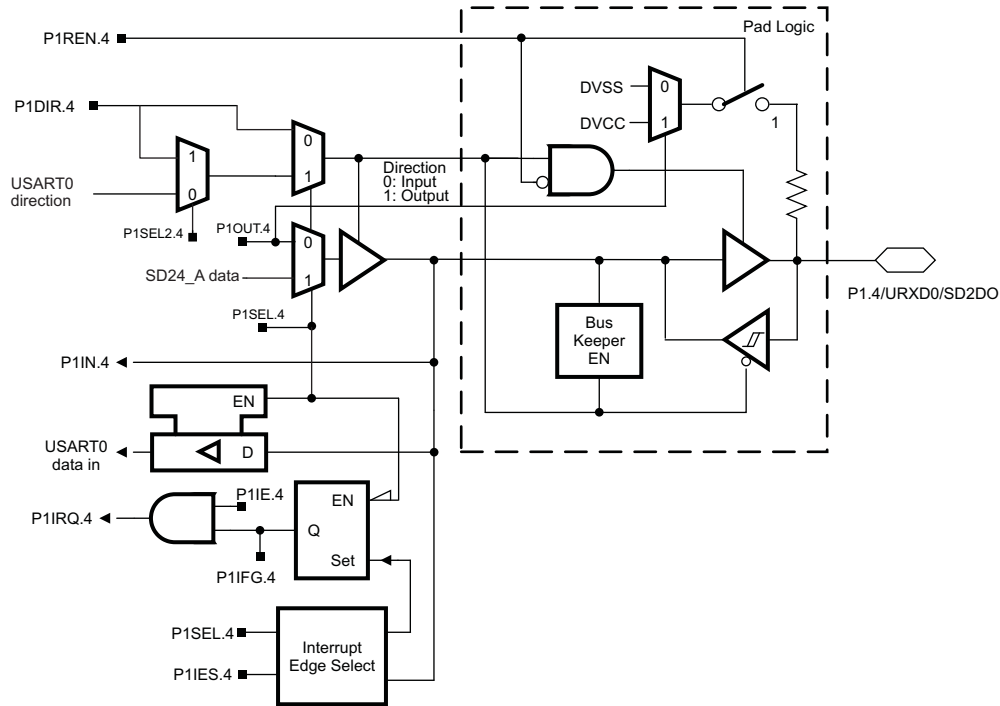 Pad Logic
P1REN.4
DVSS
0
P1DIR.4
DVCC
1
1
0
1
1
Direction
0: Input
1: Output
USART0
direction
0
P1SEL2.4
P1OUT.4
0
SD24_A data
1
P1.4/URXD0/SD2DO
P1SEL.4
Bus
Keeper
EN
P1IN.4
EN
USART0
data in
D
P1IE.4
EN
P1IRQ.4
Q
P1IFG.4
Set
P1SEL.4
Interrupt
Edge Select
P1IES.4